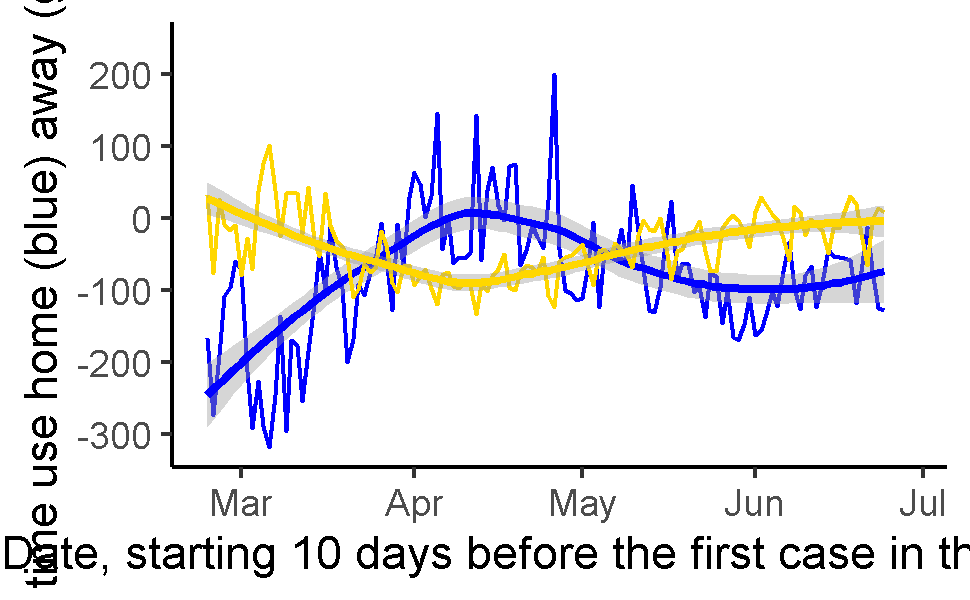 time use home (blue) away (
200
100
0
-100
-200
-300
Mar Apr May Jun Jul
Date, starting 10 days before the first case in th